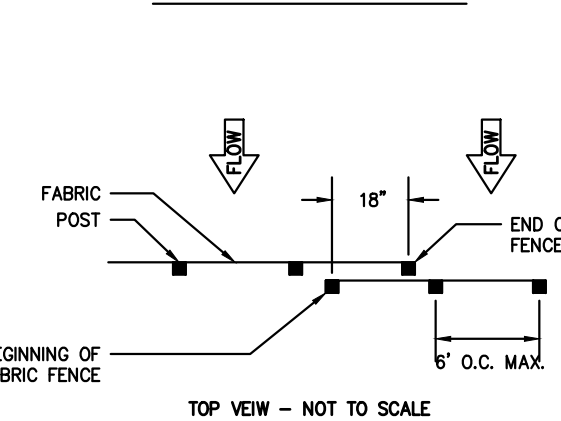 FLOW
FLOW
FABRIC
18"
POST
END
FENCE
6' O.C. MAX.
EGINNING OF
BRIC FENCE
TOP VEIW – NOT TO SCALE